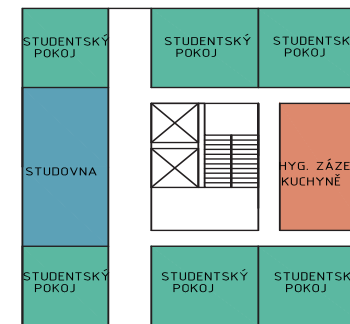 STUDENTSKÝ
POKOJ
STUDENTSKÝ
POKOJ
STUDENTSK
POKOJ
STUDOVNA
HYG. ZÁZE
KUCHYNĚ
STUDENTSKÝ
POKOJ
STUDENTSKÝ
POKOJ
STUDENTSK
POKOJ